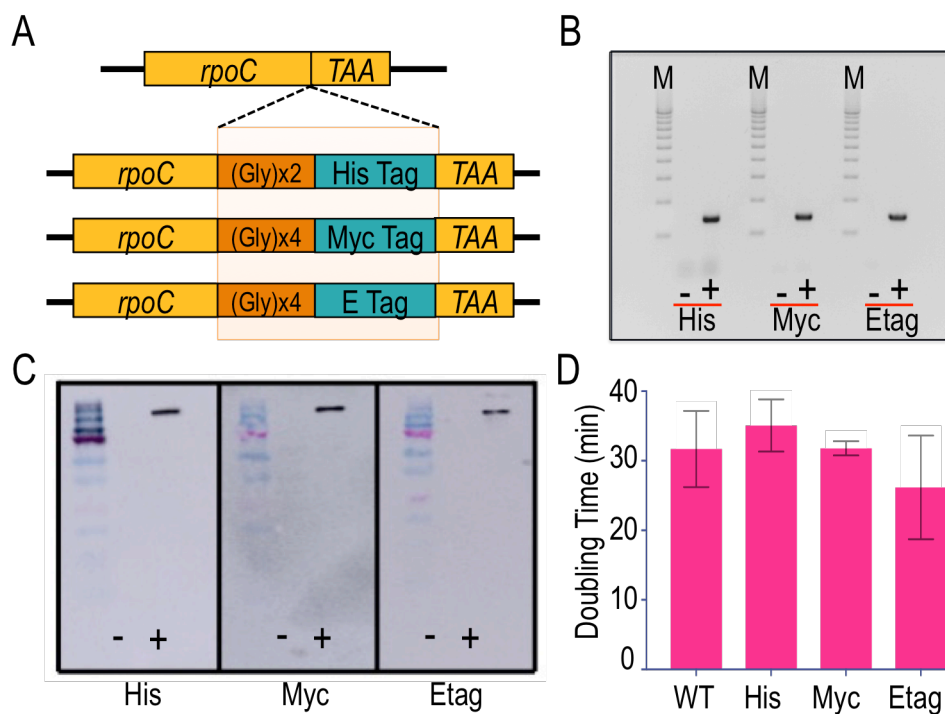 A
rpoC TAA
rpoC (Gly)x2 His Tag TAA
rpoC (Gly)x4 Myc Tag TAA
rpoC (Gly)x4 E Tag TAA
B
M M M
- + - + - +
His Myc Etag
C
- + - + - +
His Myc Etag
D
Doubling Time (min)
40
30
20
10
0
WT His Myc Etag